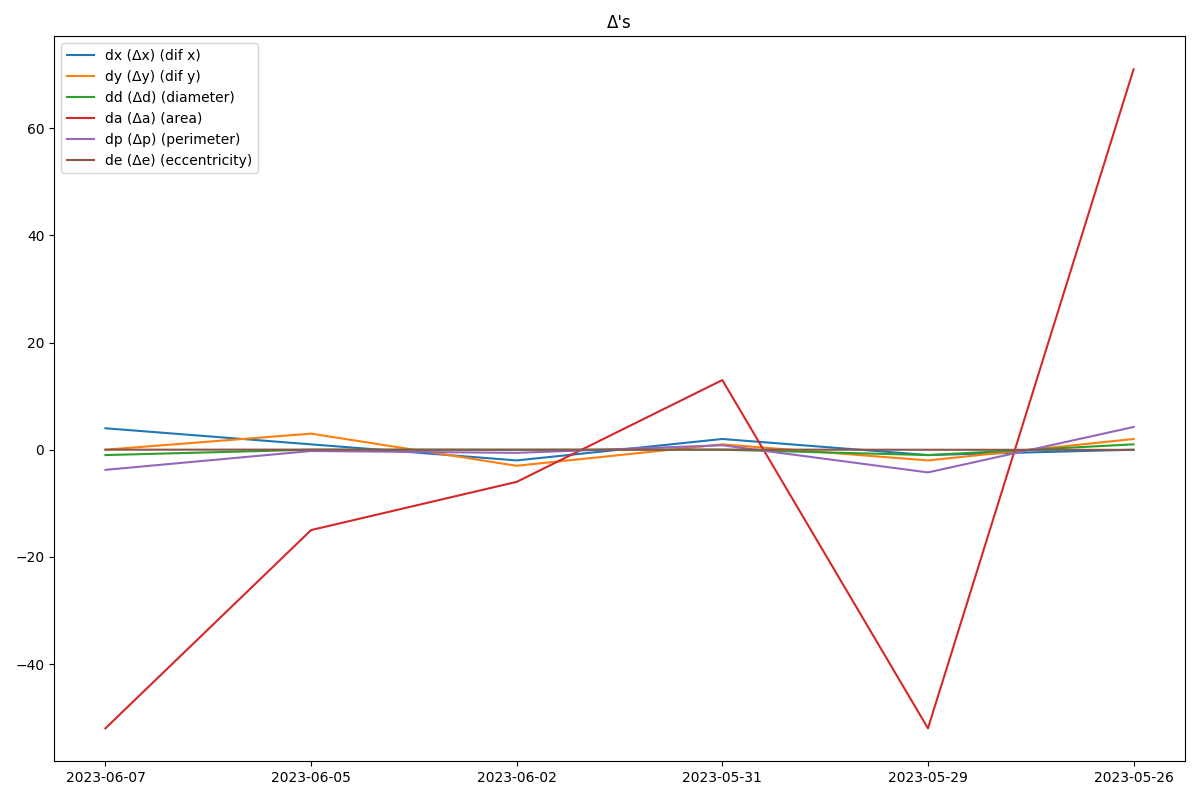 Δ's
dx (Δx) (dif x)
dy (Δy) (dif y)
dd (Δd) (diameter)
da (Δa) (area)
dp (Δp) (perimeter)
de (Δe) (eccentricity)
60
40
20
0
−20
−40
2023-06-07 2023-06-05 2023-06-02 2023-05-31 2023-05-29 2023-05-26